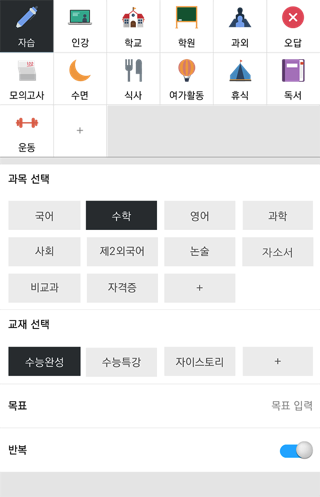 자습 인강 학교 학원 과외 오답
모의고사 수면 식사 여가활동 휴식 독서
운동 +
과목 선택
국어 수학 영어 과학
사회 제2외국어 논술 자소서
비교과 자격증 +
교재 선택
수능완성 수능특강 자이스토리 +
목표 목표 입력
반복